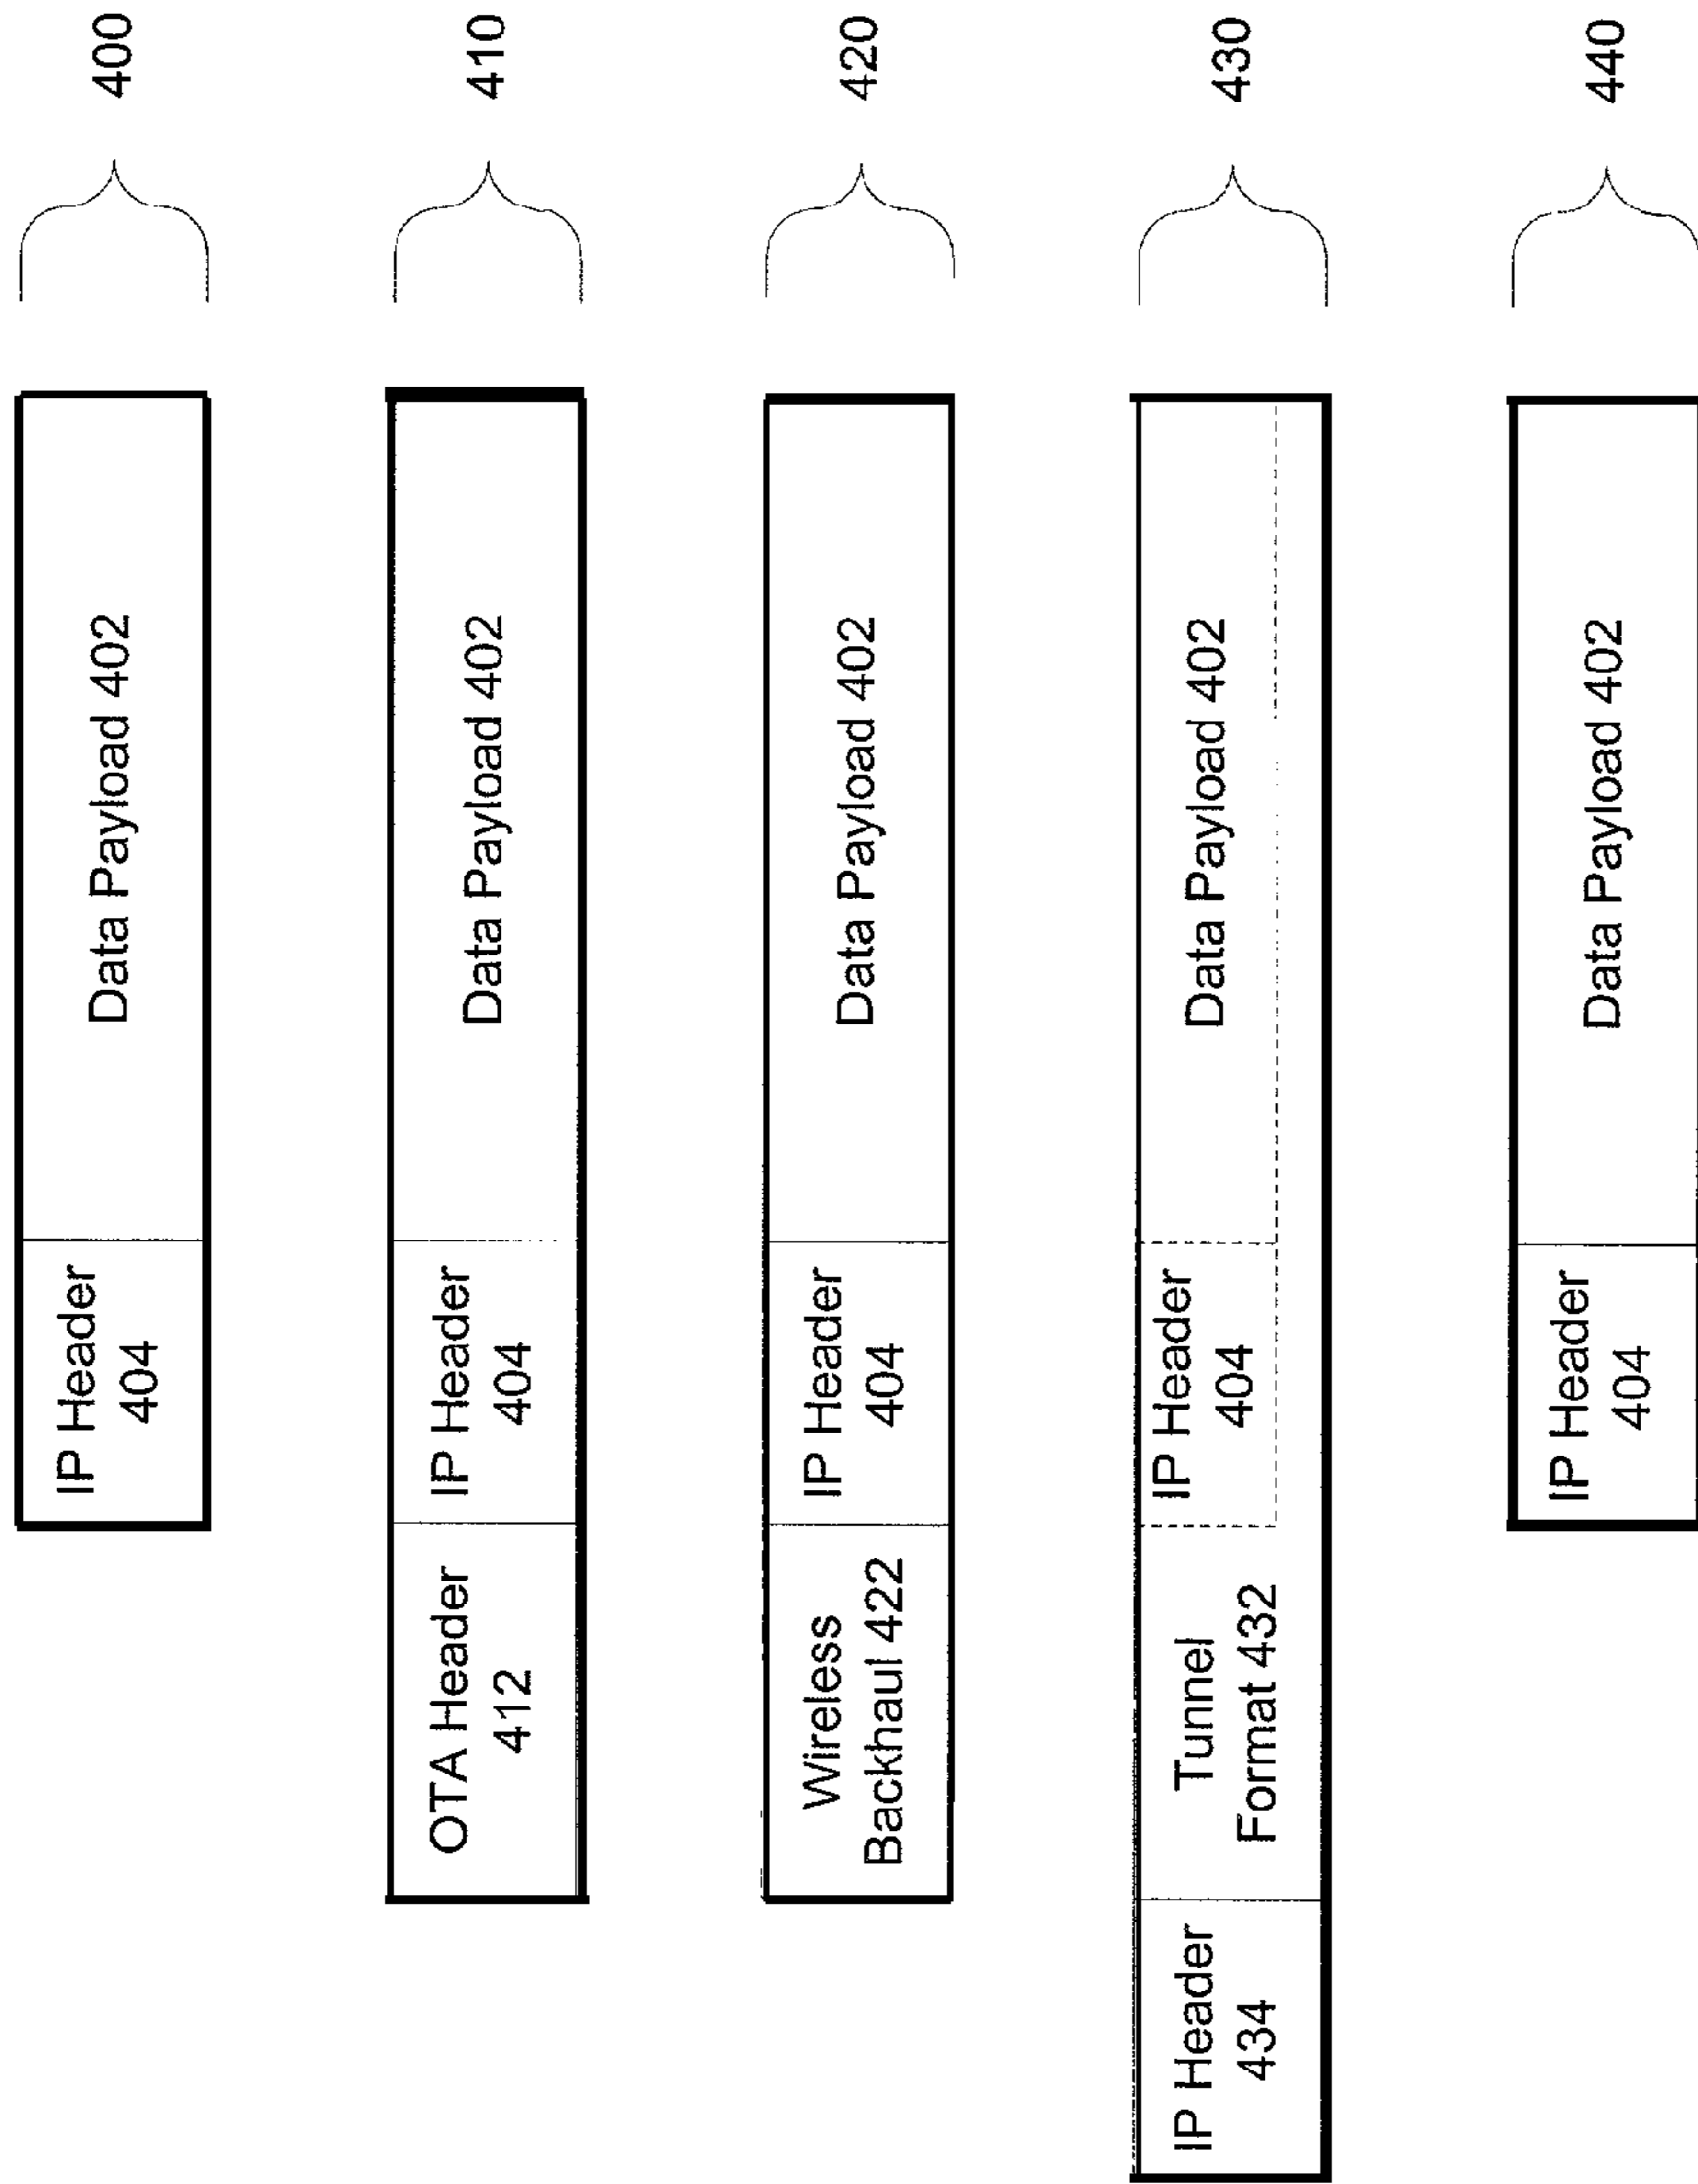 IP Header
404
Data Payload 402
400
OTA Header
412
IP Header
404
Data Payload 402
410
Wireless
Backhaul 422
IP Header
404
Data Payload 402
420
IP Header
434
Tunnel
Format 432
IP Header
404
Data Payload 402
430
IP Header
404
Data Payload 402
440